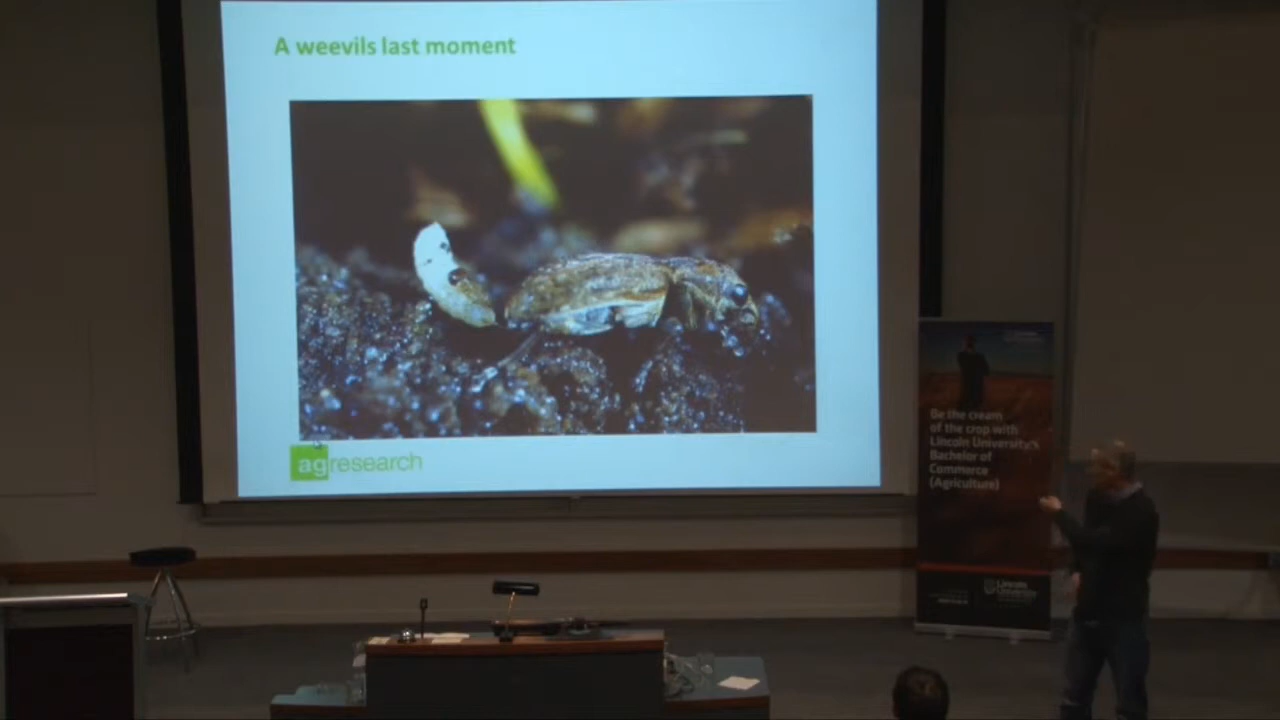 A weevils last moment
agresearch
Be the cream
of the crop with
Lincoln University's
Bachelor of
Commerce
(Agriculture)
Lincoln
University